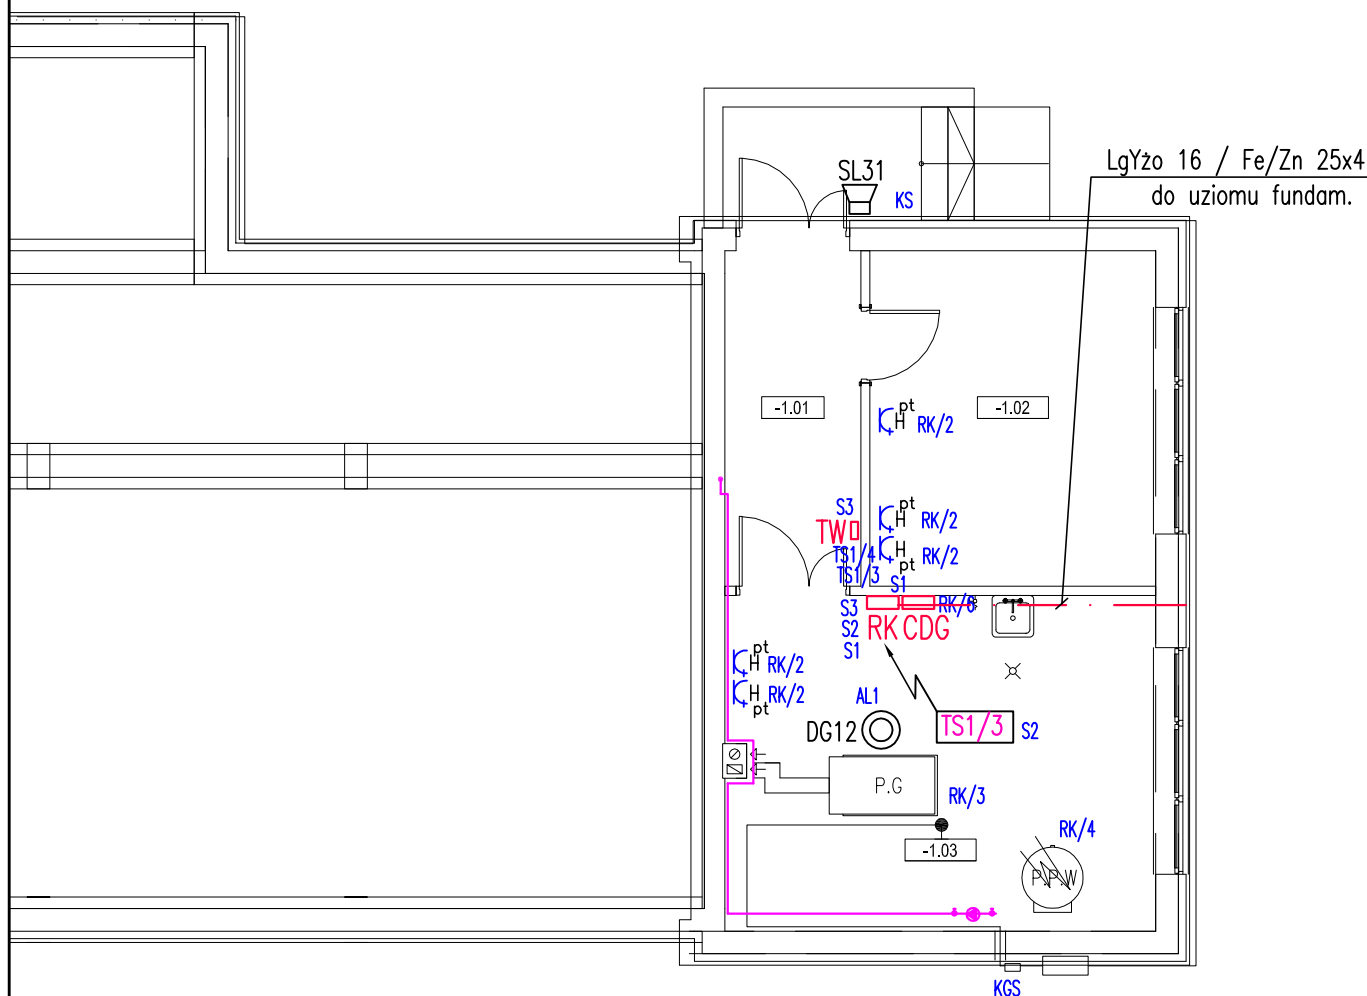 LgYżo 16 / Fe/Zn 25x4
do uziomu fundam.
SL31
KS
-1.01
-1.02
pt
H RK/2
S3
TW
pt
H RK/2
TS1/4
H RK/2
pt
TS1/3
S1
S3
RK/6
S2
RK CDG
S1
pt
H RK/2
H RK/2
pt
AL1
DG12
TS1/3
S2
P.G
RK/3
RK/4
-1.03
P.P.W
KGS